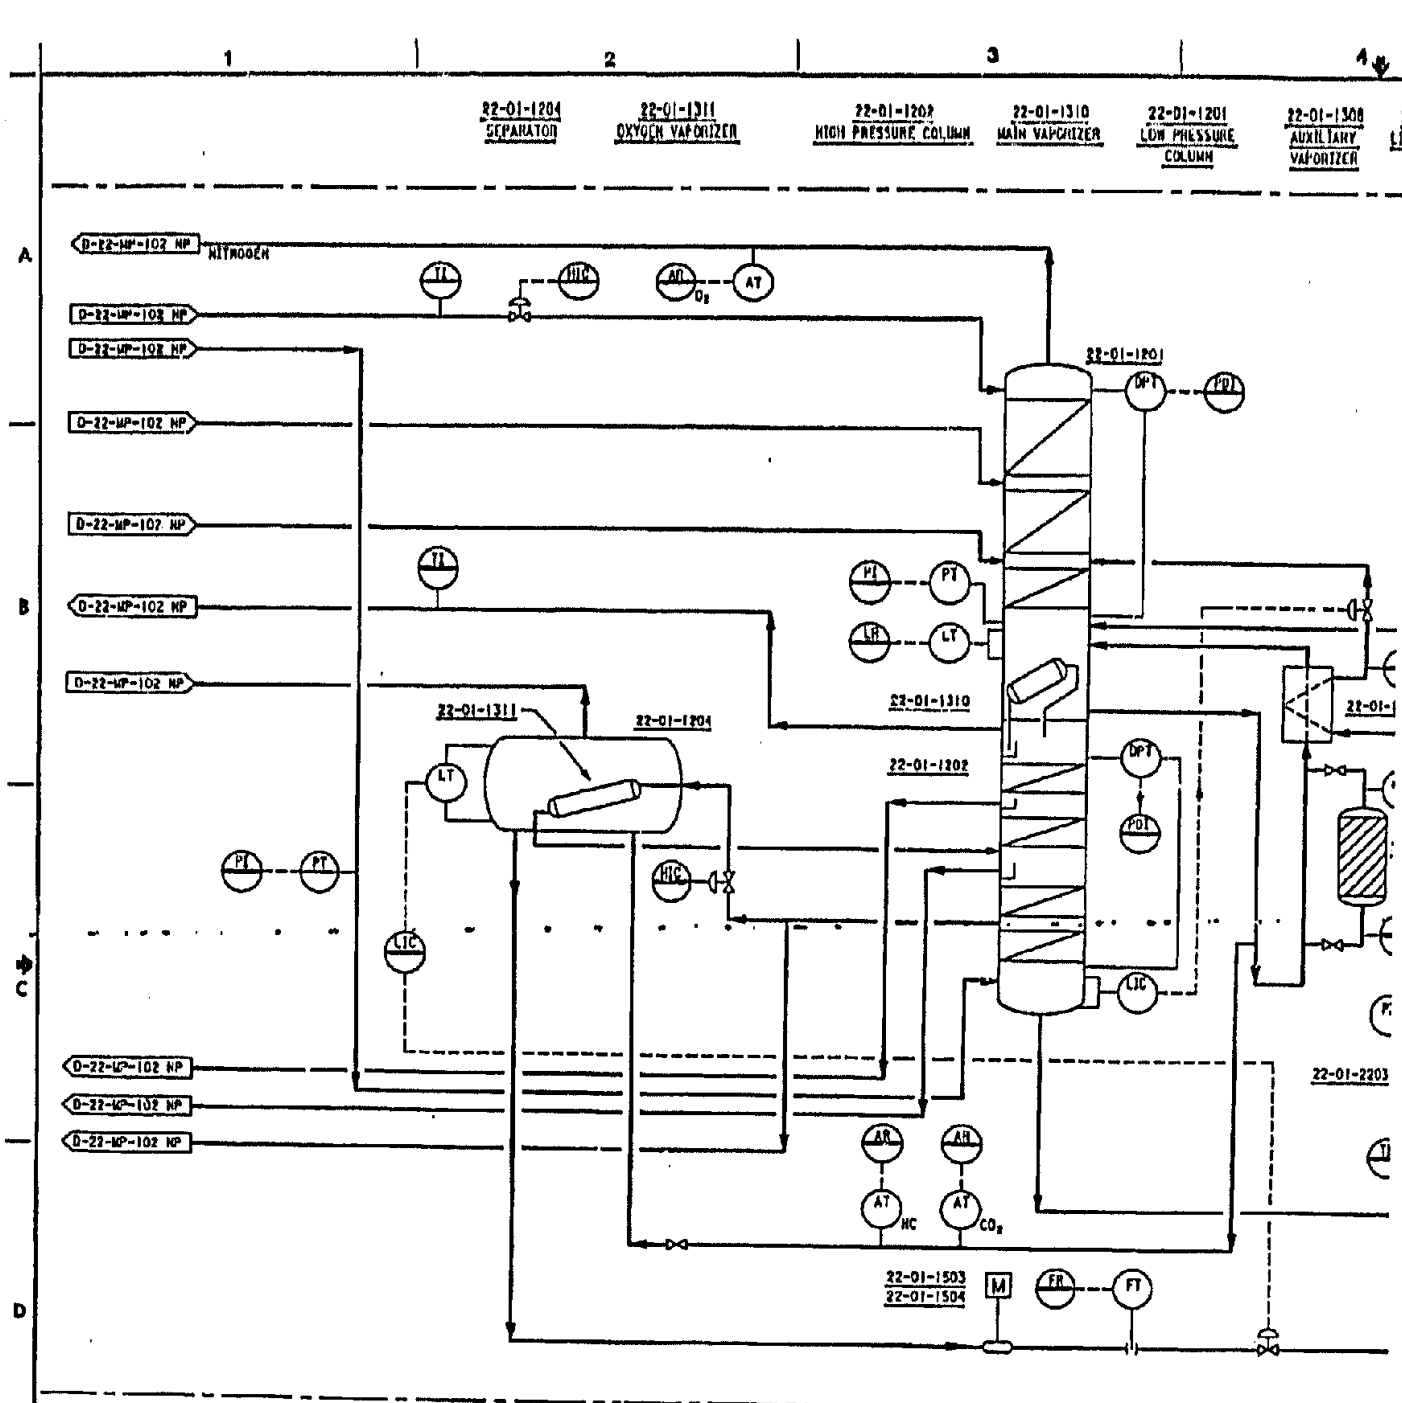 1 2 3 4
22-01-1204
SEPARATOR
22-01-1311
OXYGEN VAPORIZER
22-01-1202
HIGH PRESSURE COLUMN
22-01-1310
MAIN VAPORIZER
22-01-1201
LOW PRESSURE
COLUMN
22-01-1308
AUXILIARY
VAPORIZER
A
D-22-MP-102 NP
NITROGEN
TI
HIC
AR
O₂
AT
D-22-MP-102 NP
D-22-MP-102 NP
22-01-1201
DPT
PDI
D-22-MP-102 NP
D-22-MP-102 NP
TI
PI
PT
B
D-22-MP-102 NP
LR
LT
D-22-MP-102 NP
22-01-1311
22-01-1204
22-01-1310
22-01-1
22-01-1202
DPT
LT
PDI
PI
PT
HIC
LIC
C
LIC
D-22-MP-102 NP
22-01-2203
D-22-MP-102 NP
D-22-MP-102 NP
AR
AR
AT
HC
AT
CO₂
22-01-1503
22-01-1504
M
FR
FT
D